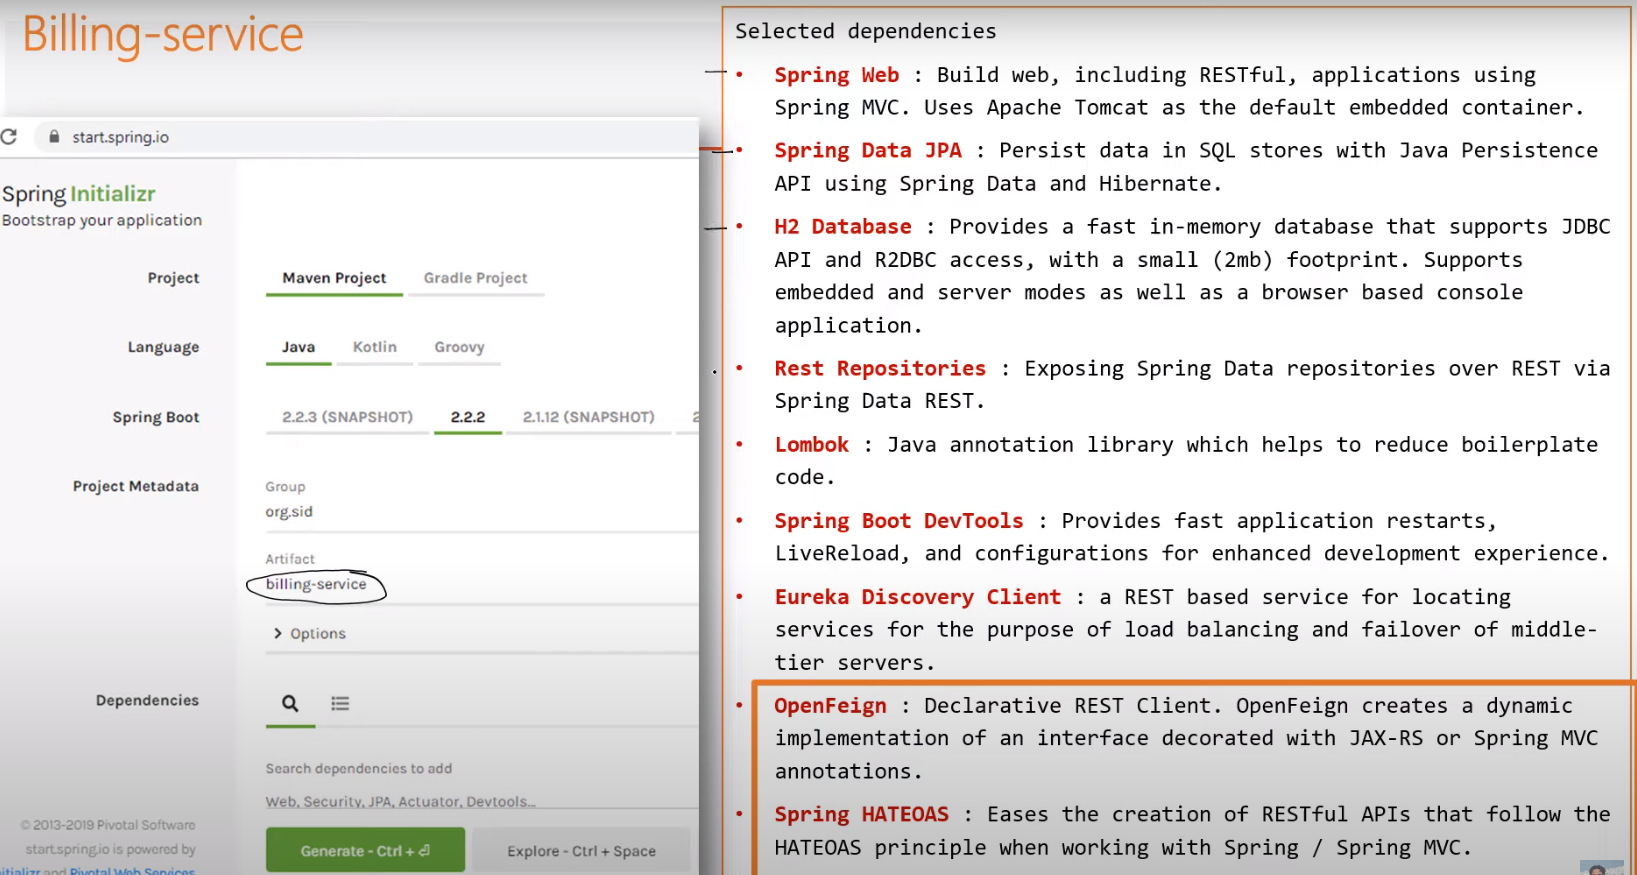 Billing-service
start.spring.io
Spring Initializr
Bootstrap your application
Project
Maven Project
Gradle Project
Language
Java
Kotlin
Groovy
Spring Boot
2.2.3 (SNAPSHOT)
2.2.2
2.1.12 (SNAPSHOT)
2
Project Metadata
Group
org.sid
Artifact
billing-service
Options
Dependencies
Search dependencies to add
Web, Security, JPA, Actuator, Devtools...
© 2013-2019 Pivotal Software
start.spring.io is powered by
itializr and Pivotal Web Services
Generate - Ctrl + ⏎
Explore - Ctrl + Space
Selected dependencies
• Spring Web : Build web, including RESTful, applications using
Spring MVC. Uses Apache Tomcat as the default embedded container.
• Spring Data JPA : Persist data in SQL stores with Java Persistence
API using Spring Data and Hibernate.
• H2 Database : Provides a fast in-memory database that supports JDBC
API and R2DBC access, with a small (2mb) footprint. Supports
embedded and server modes as well as a browser based console
application.
• Rest Repositories : Exposing Spring Data repositories over REST via
Spring Data REST.
• Lombok : Java annotation library which helps to reduce boilerplate
code.
• Spring Boot DevTools : Provides fast application restarts,
LiveReload, and configurations for enhanced development experience.
• Eureka Discovery Client : a REST based service for locating
services for the purpose of load balancing and failover of middle-
tier servers.
• OpenFeign : Declarative REST Client. OpenFeign creates a dynamic
implementation of an interface decorated with JAX-RS or Spring MVC
annotations.
• Spring HATEOAS : Eases the creation of RESTful APIs that follow the
HATEOAS principle when working with Spring / Spring MVC.